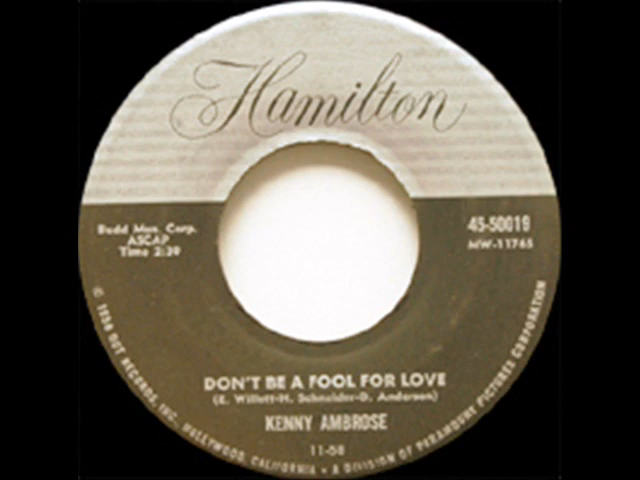 Hamilton
Budd Mus. Corp.
ASCAP
Time 2:39
45-50019
MW-11765
DON'T BE A FOOL FOR LOVE
(E. Willett-H. Schneider-D. Anderson)
KENNY AMBROSE
11-58
© 1958 DOT RECORDS, INC., HOLLYWOOD, CALIFORNIA • A DIVISION OF PARAMOUNT PICTURES CORPORATION